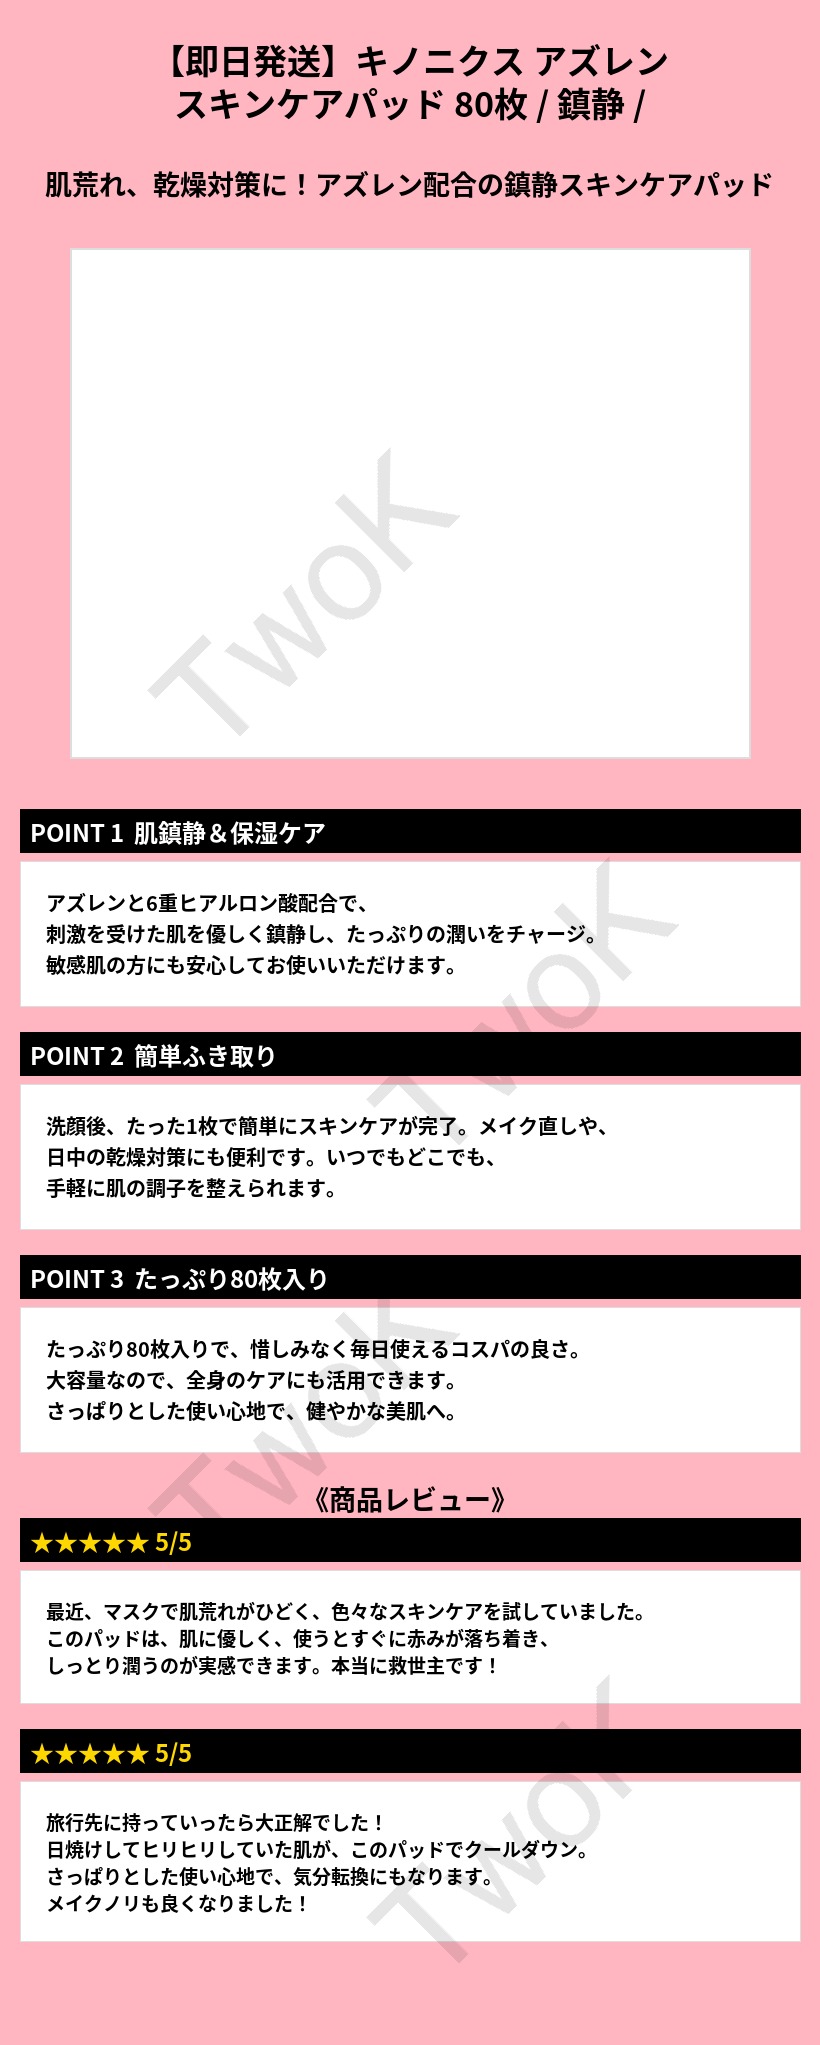 【即日発送】キノニクス アズレン
スキンケアパッド 80枚 / 鎮静 /
肌荒れ、乾燥対策に！アズレン配合の鎮静スキンケアパッド
TwoK
POINT 1 肌鎮静＆保湿ケア
アズレンと6重ヒアルロン酸配合で、
刺激を受けた肌を優しく鎮静し、たっぷりの潤いをチャージ。
敏感肌の方にも安心してお使いいただけます。
TwoK
POINT 2 簡単ふき取り
洗顔後、たった1枚で簡単にスキンケアが完了。メイク直しや、
日中の乾燥対策にも便利です。いつでもどこでも、
手軽に肌の調子を整えられます。
POINT 3 たっぷり80枚入り
たっぷり80枚入りで、惜しみなく毎日使えるコスパの良さ。
大容量なので、全身のケアにも活用できます。
さっぱりとした使い心地で、健やかな美肌へ。
TwoK
《商品レビュー》
★★★★★ 5/5
最近、マスクで肌荒れがひどく、色々なスキンケアを試していました。
このパッドは、肌に優しく、使うとすぐに赤みが落ち着き、
しっとり潤うのが実感できます。本当に救世主です！
★★★★★ 5/5
旅行先に持っていったら大正解でした！
日焼けしてヒリヒリしていた肌が、このパッドでクールダウン。
さっぱりとした使い心地で、気分転換にもなります。
メイクノリも良くなりました！
TwoK